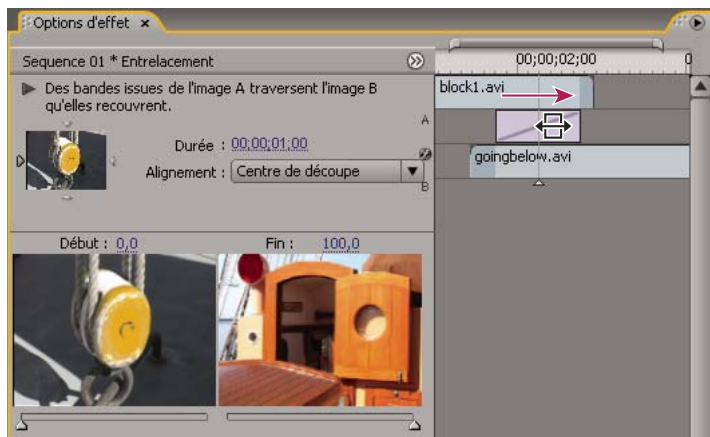 Options d'effet ×
Sequence 01 * Entrelacement
Des bandes issues de l'image A traversent l'image B
qu'elles recouvrent.
Durée : 00;00;01;00
Alignement : Centre de découpe
Début : 0,0
Fin : 100,0
00;00;02;00
0
block1.avi
A
goingbelow.avi
B